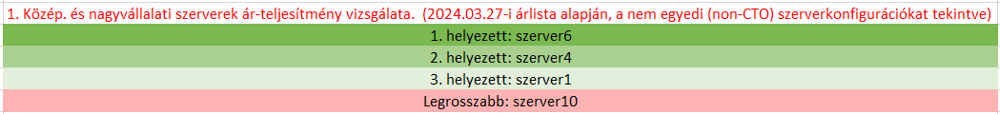 1. Közép. és nagyvállalati szerverek ár-teljesítmény vizsgálata. (2024.03.27-i árlista alapján, a nem egyedi (non-CTO) szerverkonfigurációkat tekintve)
1. helyezett: szerver6
2. helyezett: szerver4
3. helyezett: szerver1
Legrosszabb: szerver10